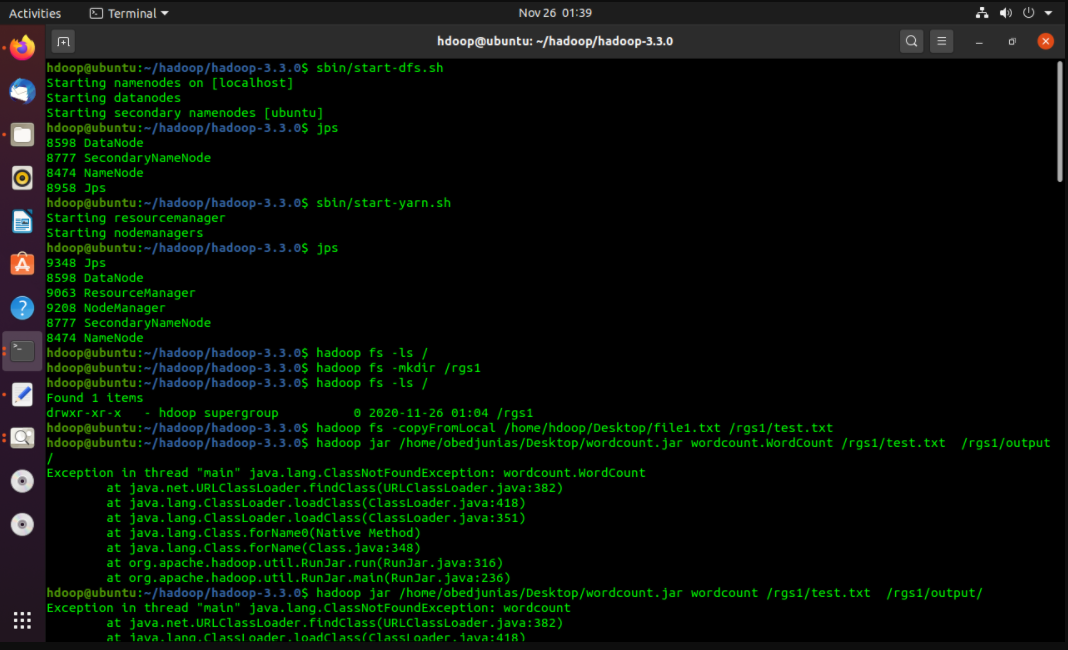 Activities
Terminal
Nov 26 01:39
hdoop@ubuntu: ~/hadoop/hadoop-3.3.0
hdoop@ubuntu:~/hadoop/hadoop-3.3.0$ sbin/start-dfs.sh
Starting namenodes on [localhost]
Starting datanodes
Starting secondary namenodes [ubuntu]
hdoop@ubuntu:~/hadoop/hadoop-3.3.0$ jps
8598 DataNode
8777 SecondaryNameNode
8474 NameNode
8958 Jps
hdoop@ubuntu:~/hadoop/hadoop-3.3.0$ sbin/start-yarn.sh
Starting resourcemanager
Starting nodemanagers
hdoop@ubuntu:~/hadoop/hadoop-3.3.0$ jps
9348 Jps
8598 DataNode
9063 ResourceManager
9208 NodeManager
8777 SecondaryNameNode
8474 NameNode
hdoop@ubuntu:~/hadoop/hadoop-3.3.0$ hadoop fs -ls /
hdoop@ubuntu:~/hadoop/hadoop-3.3.0$ hadoop fs -mkdir /rgs1
hdoop@ubuntu:~/hadoop/hadoop-3.3.0$ hadoop fs -ls /
Found 1 items
drwxr-xr-x   - hdoop supergroup          0 2020-11-26 01:04 /rgs1
hdoop@ubuntu:~/hadoop/hadoop-3.3.0$ hadoop fs -copyFromLocal /home/hdoop/Desktop/file1.txt /rgs1/test.txt
hdoop@ubuntu:~/hadoop/hadoop-3.3.0$ hadoop jar /home/obedjunias/Desktop/wordcount.jar wordcount.WordCount /rgs1/test.txt  /rgs1/output
/
Exception in thread "main" java.lang.ClassNotFoundException: wordcount.WordCount
        at java.net.URLClassLoader.findClass(URLClassLoader.java:382)
        at java.lang.ClassLoader.loadClass(ClassLoader.java:418)
        at java.lang.ClassLoader.loadClass(ClassLoader.java:351)
        at java.lang.Class.forName0(Native Method)
        at java.lang.Class.forName(Class.java:348)
        at org.apache.hadoop.util.RunJar.run(RunJar.java:316)
        at org.apache.hadoop.util.RunJar.main(RunJar.java:236)
hdoop@ubuntu:~/hadoop/hadoop-3.3.0$ hadoop jar /home/obedjunias/Desktop/wordcount.jar wordcount /rgs1/test.txt  /rgs1/output/
Exception in thread "main" java.lang.ClassNotFoundException: wordcount
        at java.net.URLClassLoader.findClass(URLClassLoader.java:382)
        at java.lang.ClassLoader.loadClass(ClassLoader.java:418)